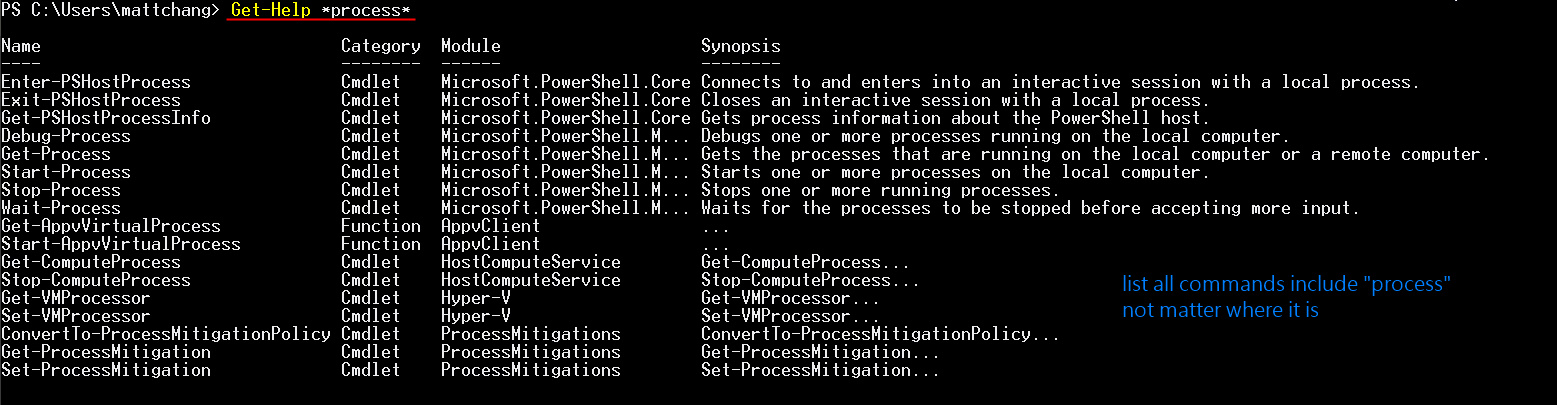 PS C:\Users\mattchang> Get-Help *process*
Name Category Module Synopsis
---- -------- ------ --------
Enter-PSHostProcess Cmdlet Microsoft.PowerShell.Core Connects to and enters into an interactive session with a local process.
Exit-PSHostProcess Cmdlet Microsoft.PowerShell.Core Closes an interactive session with a local process.
Get-PSHostProcessInfo Cmdlet Microsoft.PowerShell.Core Gets process information about the PowerShell host.
Debug-Process Cmdlet Microsoft.PowerShell.M... Debugs one or more processes running on the local computer.
Get-Process Cmdlet Microsoft.PowerShell.M... Gets the processes that are running on the local computer or a remote computer.
Start-Process Cmdlet Microsoft.PowerShell.M... Starts one or more processes on the local computer.
Stop-Process Cmdlet Microsoft.PowerShell.M... Stops one or more running processes.
Wait-Process Cmdlet Microsoft.PowerShell.M... Waits for the processes to be stopped before accepting more input.
Get-AppvVirtualProcess Function AppvClient ...
Start-AppvVirtualProcess Function AppvClient ...
Get-ComputeProcess Cmdlet HostComputeService Get-ComputeProcess...
Stop-ComputeProcess Cmdlet HostComputeService Stop-ComputeProcess...
Get-VMProcessor Cmdlet Hyper-V Get-VMProcessor...
Set-VMProcessor Cmdlet Hyper-V Set-VMProcessor...
ConvertTo-ProcessMitigationPolicy Cmdlet ProcessMitigations ConvertTo-ProcessMitigationPolicy...
Get-ProcessMitigation Cmdlet ProcessMitigations Get-ProcessMitigation...
Set-ProcessMitigation Cmdlet ProcessMitigations Set-ProcessMitigation...
list all commands include "process"
not matter where it is